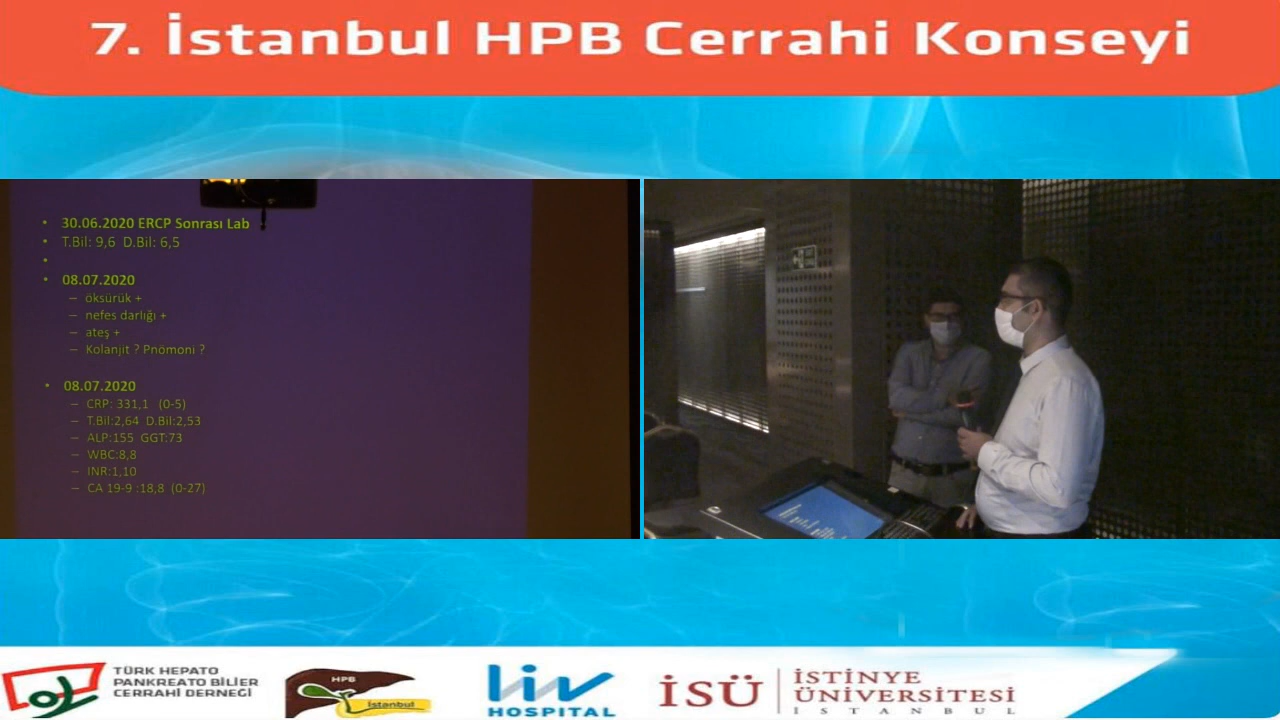 7. İstanbul HPB Cerrahi Konseyi
• 30.06.2020 ERCP Sonrası Lab
• T.Bil: 9,6 D.Bil: 6,5
•
• 08.07.2020
– öksürük +
– nefes darlığı +
– ateş +
– Kolanjit ? Pnömoni ?
• 08.07.2020
– CRP: 331,1 (0-5)
– T.Bil:2,64 D.Bil:2,53
– ALP:155 GGT:73
– WBC:8,8
– INR:1,10
– CA 19-9 :18,8 (0-27)
TÜRK HEPATO
PANKREATO BİLİER
CERRAHİ DERNEĞİ
HPB
İstanbul
liv
HOSPITAL
İSÜ
İSTİNYE
ÜNİVERSİTESİ
İSTANBUL